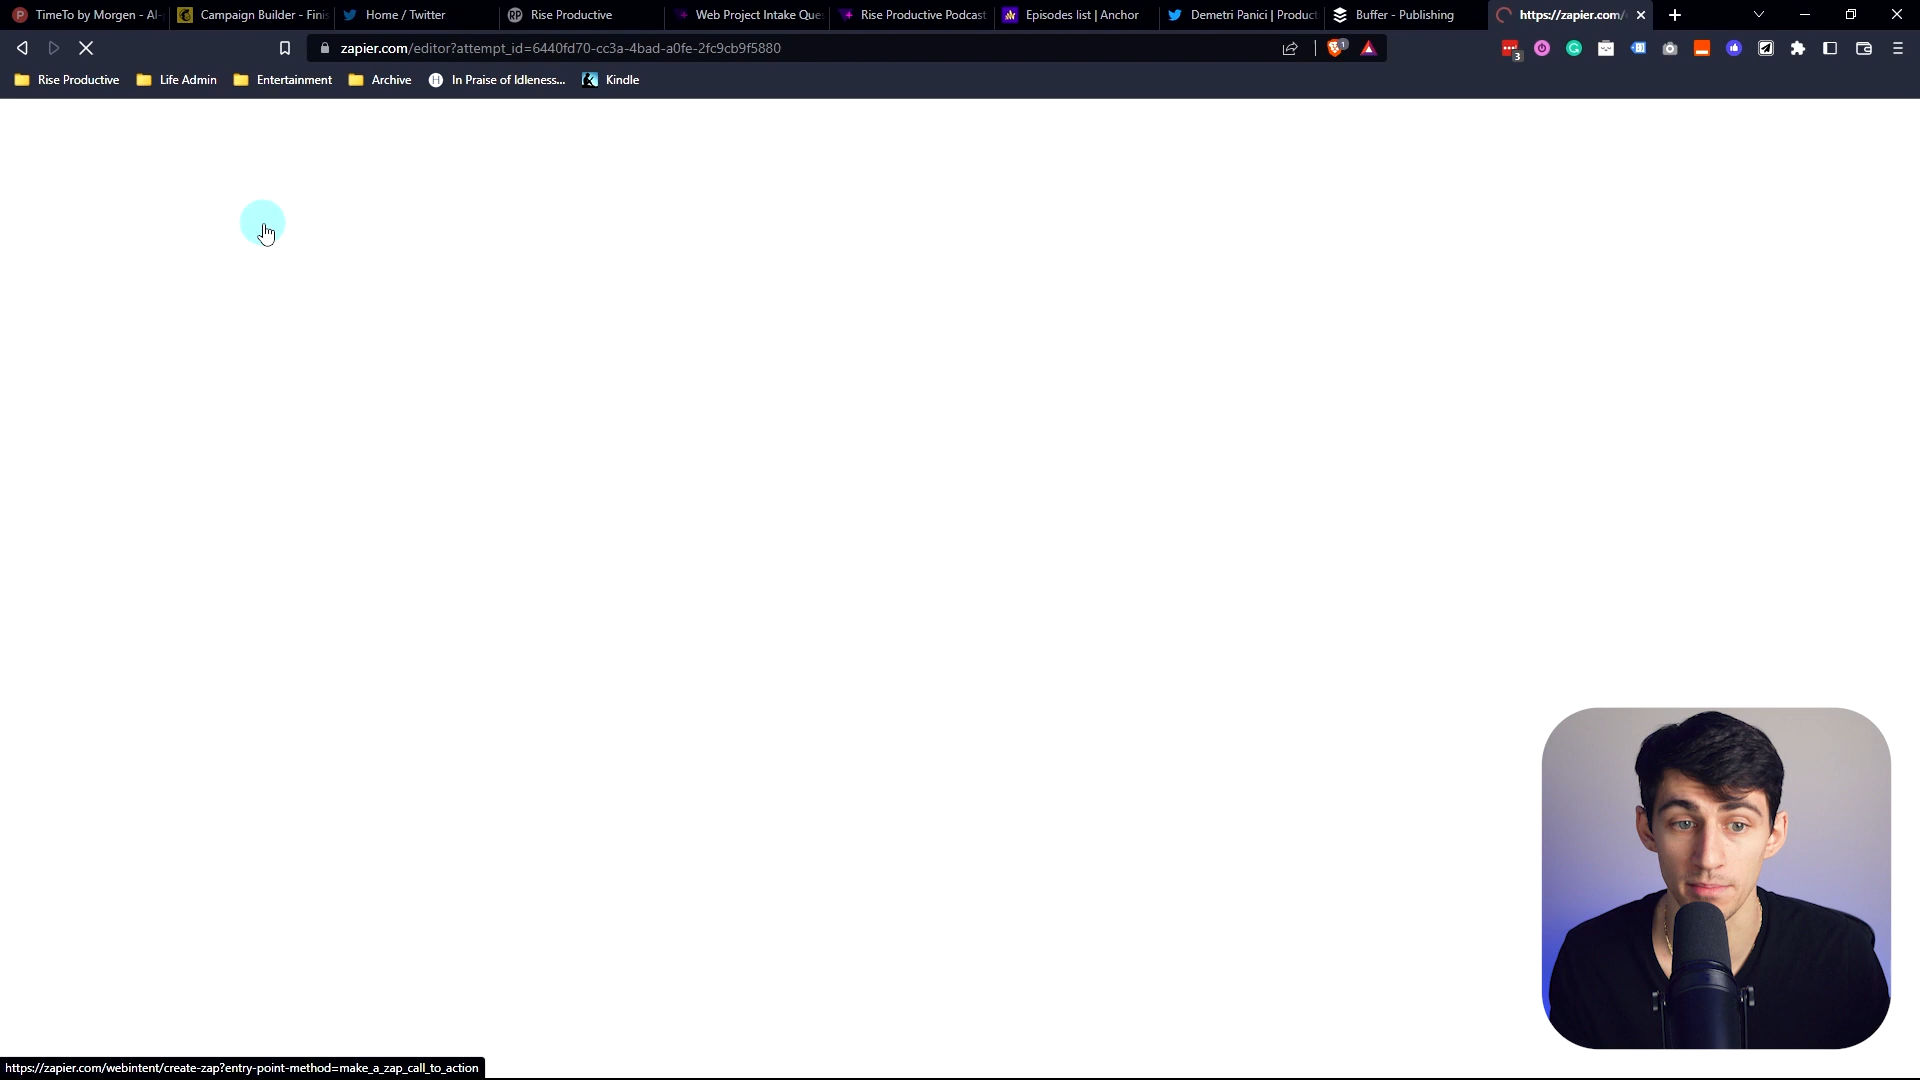 TimeTo by Morgen - AI-
Campaign Builder - Finis
Home / Twitter
Rise Productive
Web Project Intake Que
Rise Productive Podcast
Episodes list | Anchor
Demetri Panici | Product
Buffer - Publishing
https://zapier.com/
zapier.com/editor?attempt_id=6440fd70-cc3a-4bad-a0fe-2fc9cb9f5880
1
3
Rise Productive
Life Admin
Entertainment
Archive
In Praise of Idleness...
Kindle
https://zapier.com/webintent/create-zap?entry-point-method=make_a_zap_call_to_action